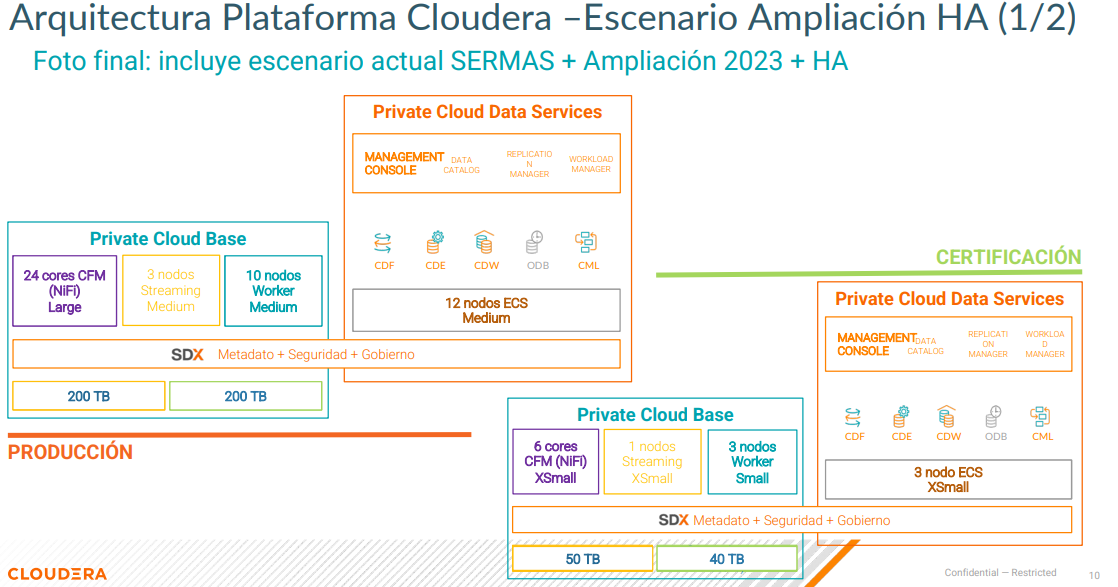 Arquitectura Plataforma Cloudera –Escenario Ampliación HA (1/2)
Foto final: incluye escenario actual SERMAS + Ampliación 2023 + HA
Private Cloud Data Services
MANAGEMENT
CONSOLE
DATA
CATALOG
REPLICATIO
N
MANAGER
WORKLOAD
MANAGER
CDF
CDE
CDW
ODB
CML
12 nodos ECS
Medium
Private Cloud Base
24 cores CFM
(NiFi)
Large
3 nodos
Streaming
Medium
10 nodos
Worker
Medium
SDX Metadato + Seguridad + Gobierno
200 TB
200 TB
PRODUCCIÓN
CERTIFICACIÓN
Private Cloud Data Services
MANAGEMENT
CONSOLE
DATA
CATALOG
REPLICATI
ON
MANAGER
WORKLOA
D
MANAGER
CDF
CDE
CDW
ODB
CML
3 nodo ECS
XSmall
Private Cloud Base
6 cores
CFM (NiFi)
XSmall
1 nodos
Streaming
XSmall
3 nodos
Worker
Small
SDX Metadato + Seguridad + Gobierno
50 TB
40 TB
CLOUDERA
Confidential — Restricted
10